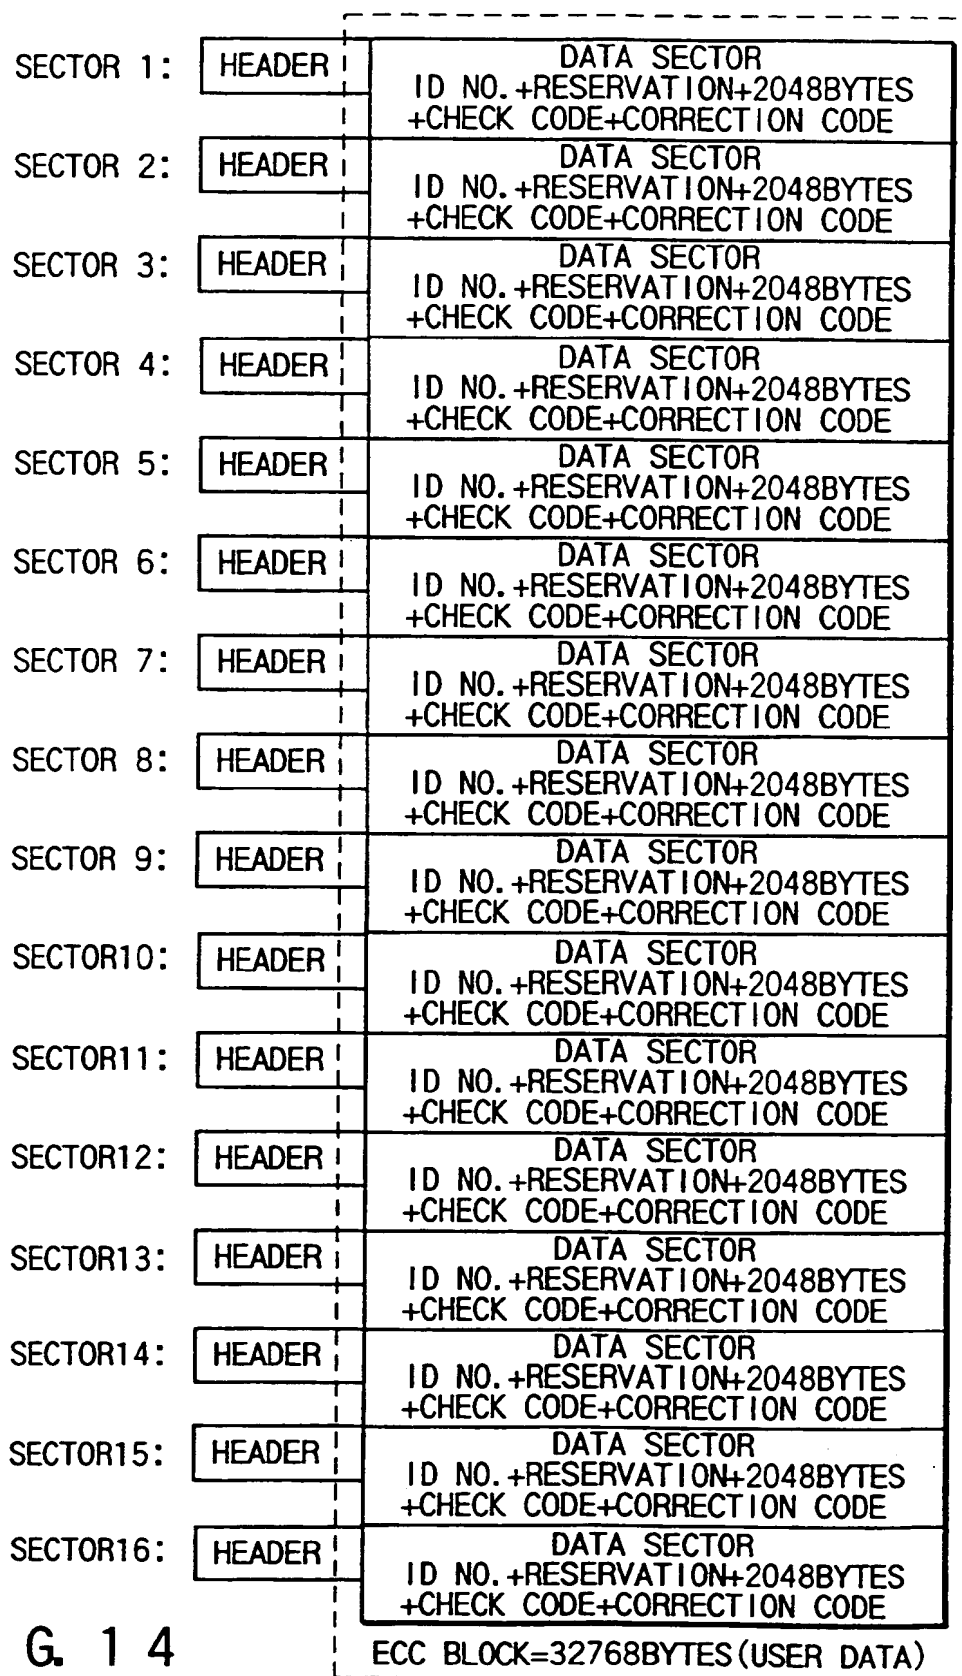 SECTOR 1: HEADER DATA SECTOR
ID NO.+RESERVATION+2048BYTES
+CHECK CODE+CORRECTION CODE
SECTOR 2: HEADER DATA SECTOR
ID NO.+RESERVATION+2048BYTES
+CHECK CODE+CORRECTION CODE
SECTOR 3: HEADER DATA SECTOR
ID NO.+RESERVATION+2048BYTES
+CHECK CODE+CORRECTION CODE
SECTOR 4: HEADER DATA SECTOR
ID NO.+RESERVATION+2048BYTES
+CHECK CODE+CORRECTION CODE
SECTOR 5: HEADER DATA SECTOR
ID NO.+RESERVATION+2048BYTES
+CHECK CODE+CORRECTION CODE
SECTOR 6: HEADER DATA SECTOR
ID NO.+RESERVATION+2048BYTES
+CHECK CODE+CORRECTION CODE
SECTOR 7: HEADER DATA SECTOR
ID NO.+RESERVATION+2048BYTES
+CHECK CODE+CORRECTION CODE
SECTOR 8: HEADER DATA SECTOR
ID NO.+RESERVATION+2048BYTES
+CHECK CODE+CORRECTION CODE
SECTOR 9: HEADER DATA SECTOR
ID NO.+RESERVATION+2048BYTES
+CHECK CODE+CORRECTION CODE
SECTOR10: HEADER DATA SECTOR
ID NO.+RESERVATION+2048BYTES
+CHECK CODE+CORRECTION CODE
SECTOR11: HEADER DATA SECTOR
ID NO.+RESERVATION+2048BYTES
+CHECK CODE+CORRECTION CODE
SECTOR12: HEADER DATA SECTOR
ID NO.+RESERVATION+2048BYTES
+CHECK CODE+CORRECTION CODE
SECTOR13: HEADER DATA SECTOR
ID NO.+RESERVATION+2048BYTES
+CHECK CODE+CORRECTION CODE
SECTOR14: HEADER DATA SECTOR
ID NO.+RESERVATION+2048BYTES
+CHECK CODE+CORRECTION CODE
SECTOR15: HEADER DATA SECTOR
ID NO.+RESERVATION+2048BYTES
+CHECK CODE+CORRECTION CODE
SECTOR16: HEADER DATA SECTOR
ID NO.+RESERVATION+2048BYTES
+CHECK CODE+CORRECTION CODE
G. 14 ECC BLOCK=32768BYTES(USER DATA)